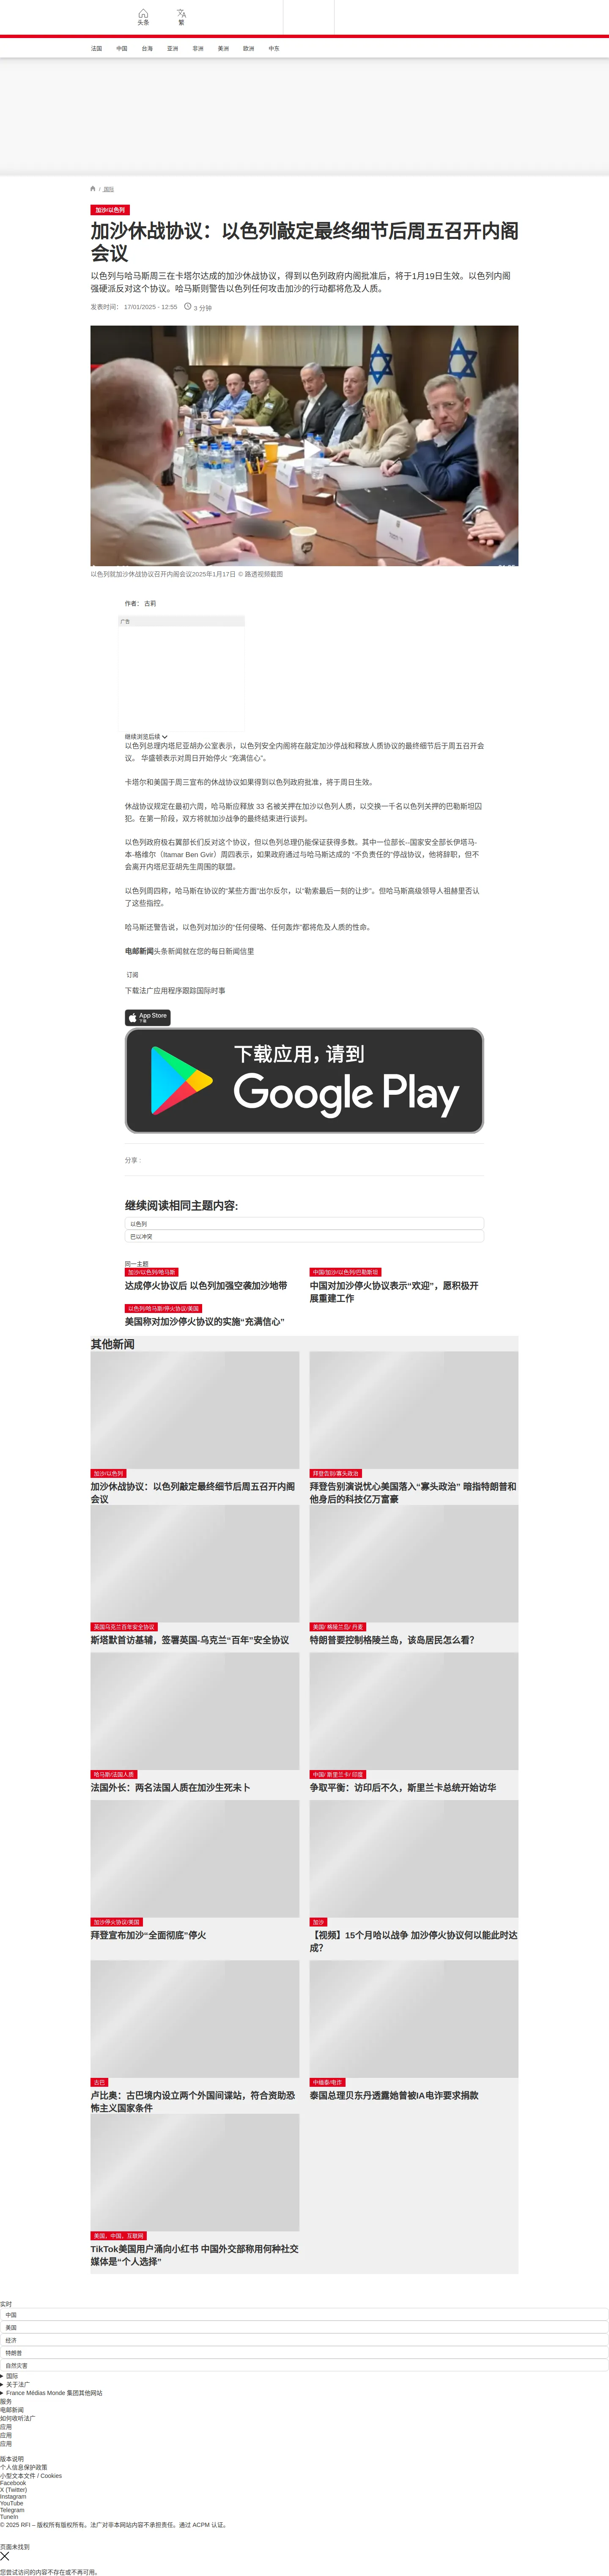 头条
繁
法国
中国
台海
亚洲
非洲
美洲
欧洲
中东
/ 国际
加沙/以色列
加沙休战协议：以色列敲定最终细节后周五召开内阁
会议
以色列与哈马斯周三在卡塔尔达成的加沙休战协议，得到以色列政府内阁批准后，将于1月19日生效。以色列内阁
强硬派反对这个协议。哈马斯则警告以色列任何攻击加沙的行动都将危及人质。
发表时间： 17/01/2025 - 12:55
3 分钟
以色列就加沙休战协议召开内阁会议2025年1月17日 © 路透视频截图
作者： 古莉
广告
继续浏览后续
以色列总理内塔尼亚胡办公室表示，以色列安全内阁将在敲定加沙停战和释放人质协议的最终细节后于周五召开会
议。 华盛顿表示对周日开始停火 “充满信心”。
卡塔尔和美国于周三宣布的休战协议如果得到以色列政府批准，将于周日生效。
休战协议规定在最初六周，哈马斯应释放 33 名被关押在加沙以色列人质，以交换一千名以色列关押的巴勒斯坦囚
犯。在第一阶段，双方将就加沙战争的最终结束进行谈判。
以色列政府极右翼部长们反对这个协议，但以色列总理仍能保证获得多数。其中一位部长--国家安全部长伊塔马-
本-格维尔（Itamar Ben Gvir）周四表示，如果政府通过与哈马斯达成的 “不负责任的”停战协议，他将辞职，但不
会离开内塔尼亚胡先生周围的联盟。
以色列周四称，哈马斯在协议的“某些方面”出尔反尔，以“勒索最后一刻的让步”。但哈马斯高级领导人祖赫里否认
了这些指控。
哈马斯还警告说，以色列对加沙的“任何侵略、任何轰炸”都将危及人质的性命。
电邮新闻头条新闻就在您的每日新闻信里
订阅
下载法广应用程序跟踪国际时事
App Store
下载
下载应用，请到
Google Play
分享 :
继续阅读相同主题内容:
以色列
巴以冲突
同一主题
加沙/以色列/哈马斯
达成停火协议后 以色列加强空袭加沙地带
中国/加沙/以色列/巴勒斯坦
中国对加沙停火协议表示“欢迎”，愿积极开
展重建工作
以色列/哈马斯/停火协议/美国
美国称对加沙停火协议的实施“充满信心”
其他新闻
加沙/以色列
加沙休战协议：以色列敲定最终细节后周五召开内阁
会议
拜登告别/寡头政治
拜登告别演说忧心美国落入“寡头政治” 暗指特朗普和
他身后的科技亿万富豪
英国乌克兰百年安全协议
斯塔默首访基辅，签署英国-乌克兰“百年”安全协议
美国/ 格陵兰岛/ 丹麦
特朗普要控制格陵兰岛，该岛居民怎么看？
哈马斯/法国人质
法国外长：两名法国人质在加沙生死未卜
中国/ 斯里兰卡/ 印度
争取平衡：访印后不久，斯里兰卡总统开始访华
加沙停火协议/美国
拜登宣布加沙“全面彻底”停火
加沙
【视频】15个月哈以战争 加沙停火协议何以能此时达
成？
古巴
卢比奥：古巴境内设立两个外国间谍站，符合资助恐
怖主义国家条件
中缅泰/电诈
泰国总理贝东丹透露她曾被IA电诈要求捐款
美国，中国，互联网
TikTok美国用户涌向小红书 中国外交部称用何种社交
媒体是“个人选择”
实时
中国
美国
经济
特朗普
自然灾害
国际
关于法广
France Médias Monde 集团其他网站
服务
电邮新闻
如何收听法广
应用
应用
应用
版本说明
个人信息保护政策
小型文本文件 / Cookies
Facebook
X (Twitter)
Instagram
YouTube
Telegram
TuneIn
© 2025 RFI – 版权所有版权所有。法广对非本网站内容不承担责任。通过 ACPM 认证。
页面未找到
您尝试访问的内容不存在或不再可用。